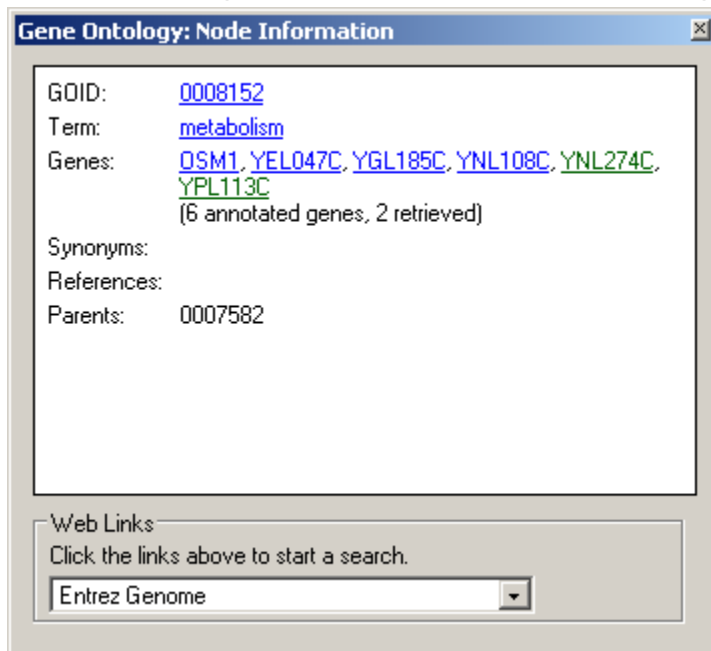 Gene Ontology: Node Information
GOID: 0008152
Term: metabolism
Genes: OSM1, YEL047C, YGL185C, YNL108C, YNL274C,
YPL113C
(6 annotated genes, 2 retrieved)
Synonyms:
References:
Parents: 0007582
Web Links
Click the links above to start a search.
Entrez Genome